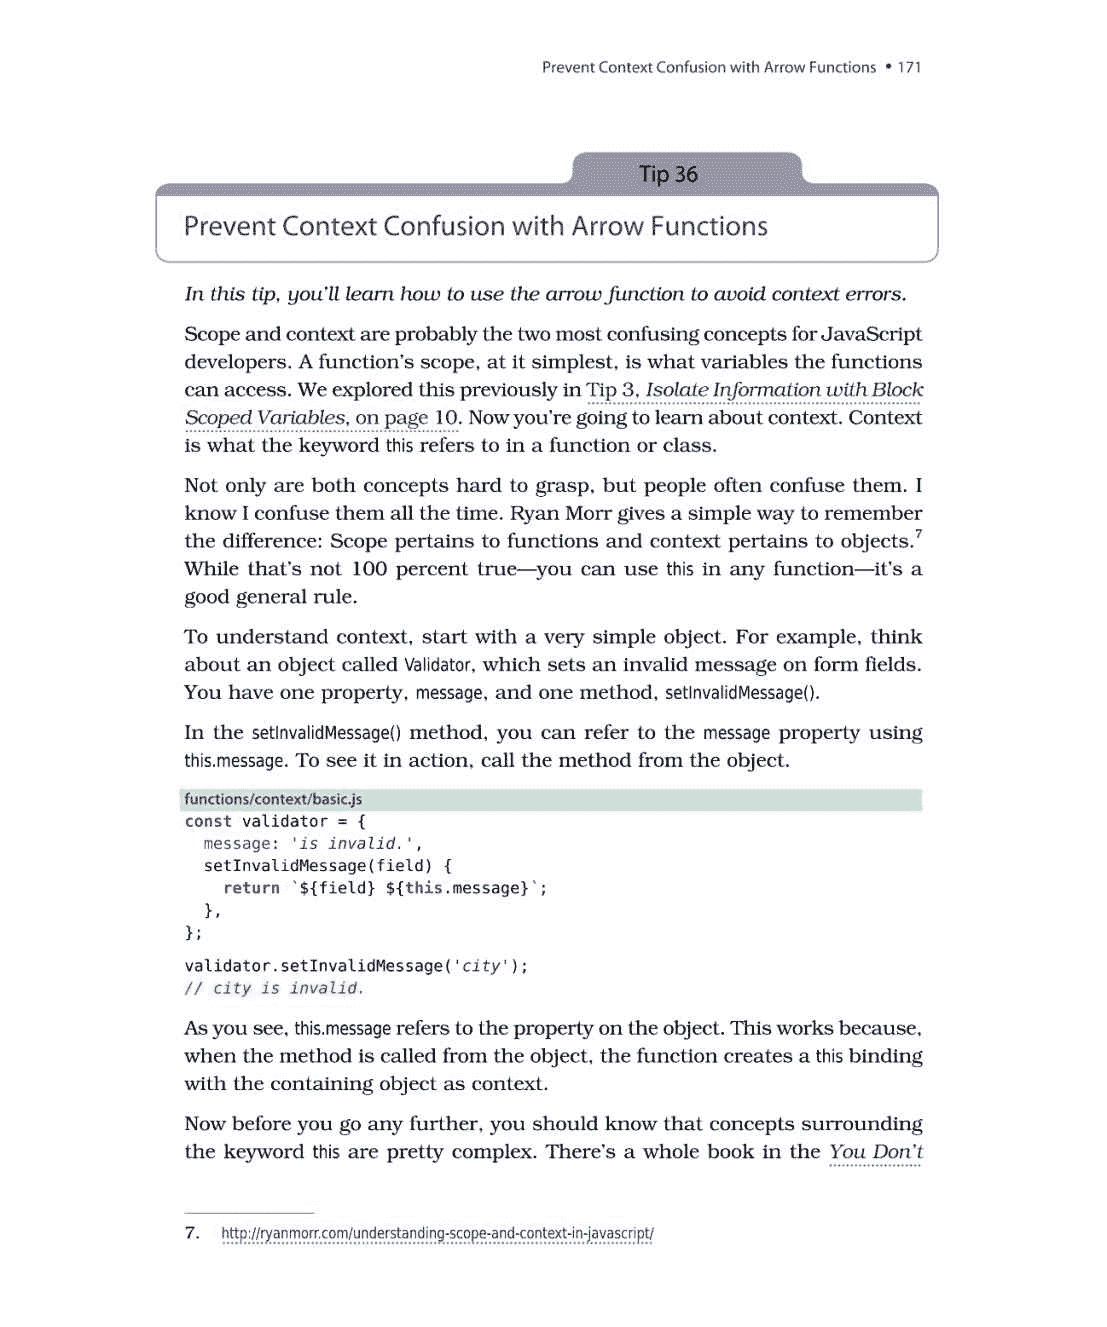 Prevent Context Confusion with Arrow Functions • 171
Tip 36
Prevent Context Confusion with Arrow Functions
In this tip, you'll learn how to use the arrow function to avoid context errors.
Scope and context are probably the two most confusing concepts for JavaScript
developers. A function's scope, at it simplest, is what variables the functions
can access. We explored this previously in Tip 3, Isolate Information with Block
Scoped Variables, on page 10. Now you're going to learn about context. Context
is what the keyword this refers to in a function or class.
Not only are both concepts hard to grasp, but people often confuse them. I
know I confuse them all the time. Ryan Morr gives a simple way to remember
the difference: Scope pertains to functions and context pertains to objects.7
While that's not 100 percent true—you can use this in any function—it's a
good general rule.
To understand context, start with a very simple object. For example, think
about an object called Validator, which sets an invalid message on form fields.
You have one property, message, and one method, setInvalidMessage().
In the setInvalidMessage() method, you can refer to the message property using
this.message. To see it in action, call the method from the object.
functions/context/basic.js
const validator = {
  message: 'is invalid.',
  setInvalidMessage(field) {
    return `${field} ${this.message}`;
  },
};
validator.setInvalidMessage('city');
// city is invalid.
As you see, this.message refers to the property on the object. This works because,
when the method is called from the object, the function creates a this binding
with the containing object as context.
Now before you go any further, you should know that concepts surrounding
the keyword this are pretty complex. There's a whole book in the You Don't
7. http://ryanmorr.com/understanding-scope-and-context-in-javascript/